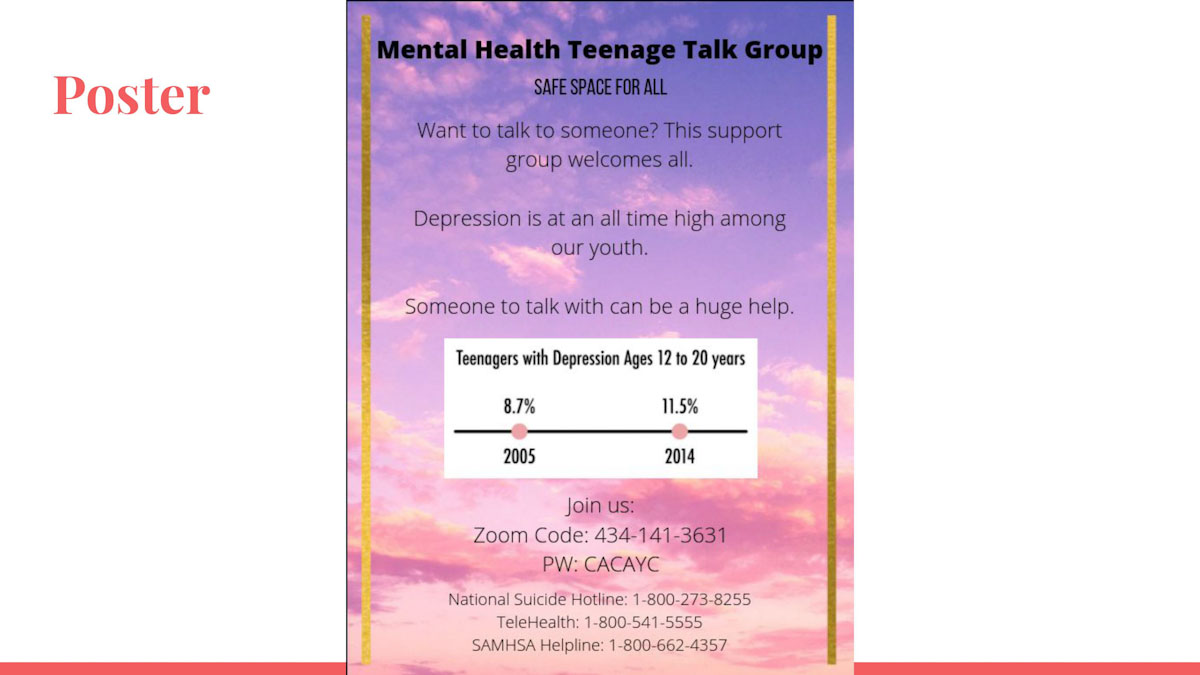 Poster
Mental Health Teenage Talk Group
SAFE SPACE FOR ALL
Want to talk to someone? This support
group welcomes all.
Depression is at an all time high among
our youth.
Someone to talk with can be a huge help.
Teenagers with Depression Ages 12 to 20 years
8.7% 11.5%
2005 2014
Join us:
Zoom Code: 434-141-3631
PW: CACAYC
National Suicide Hotline: 1-800-273-8255
TeleHealth: 1-800-541-5555
SAMHSA Helpline: 1-800-662-4357